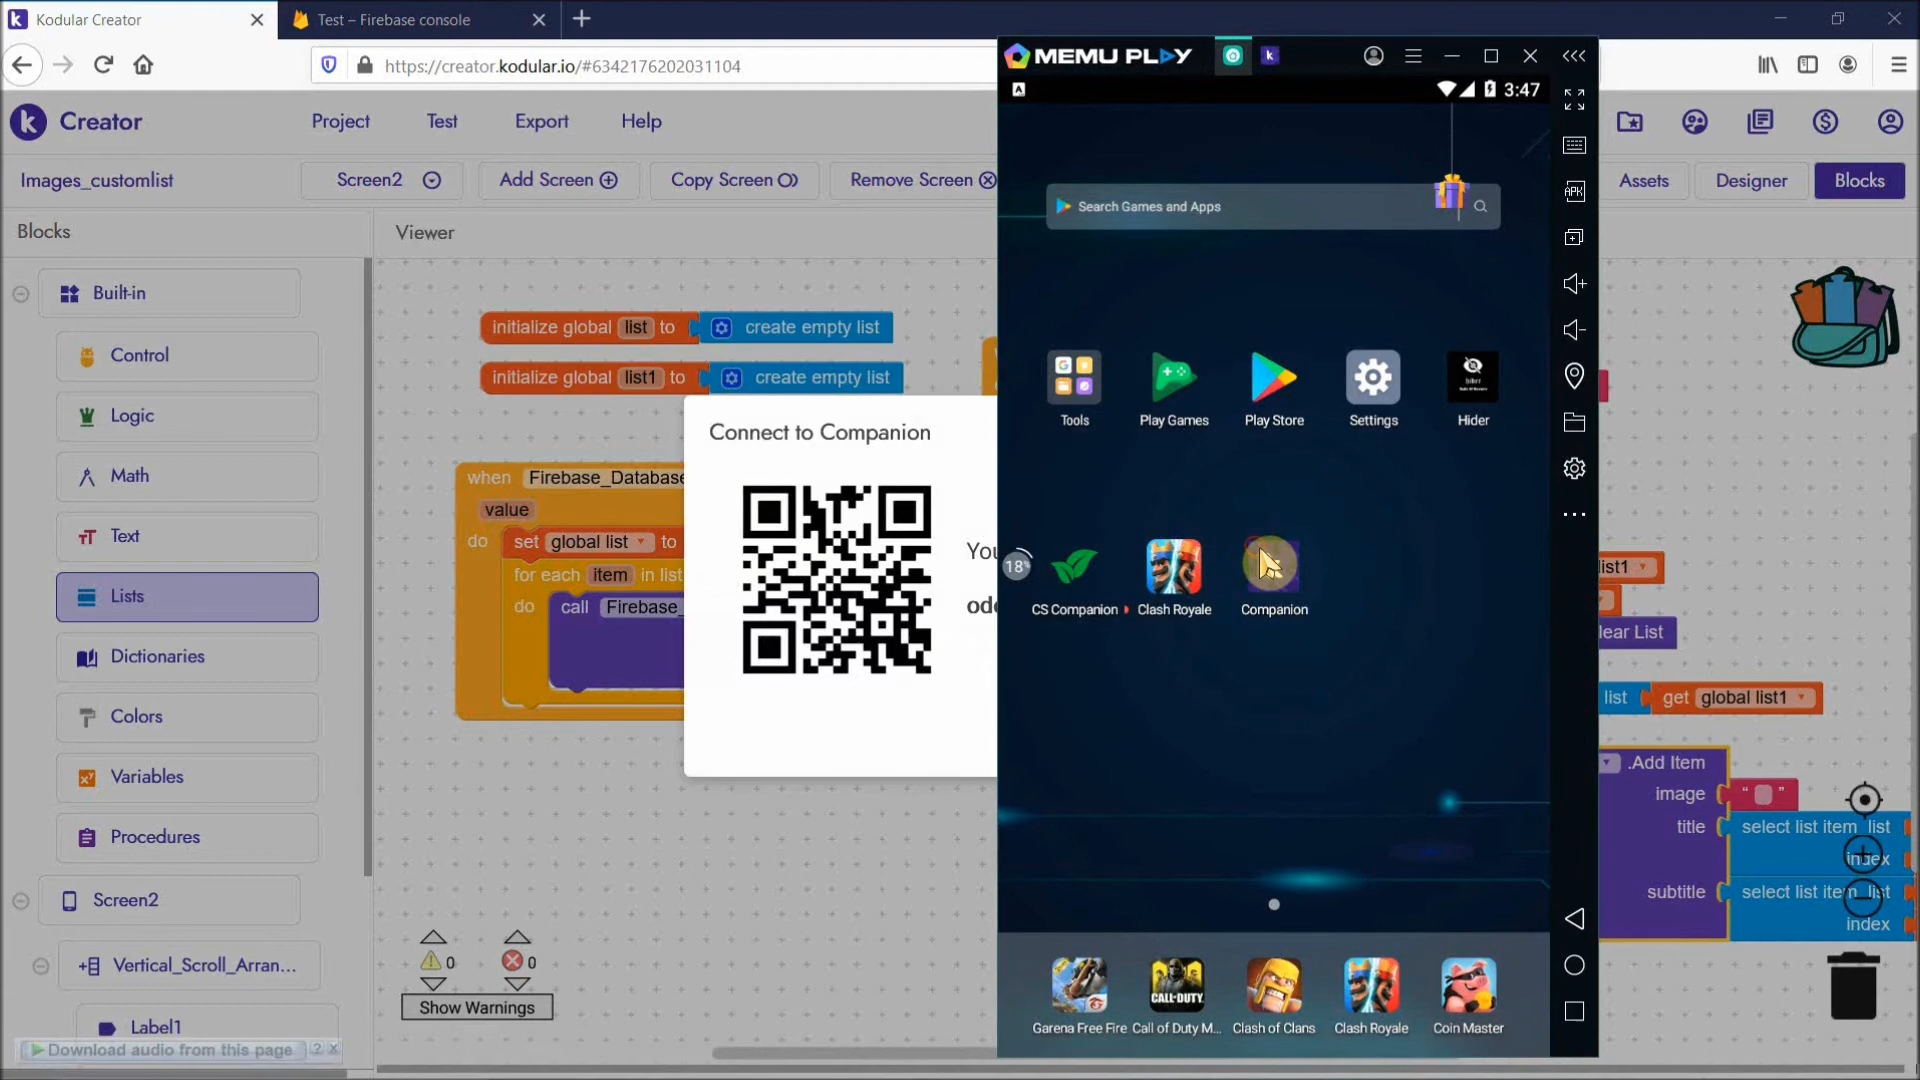 Kodular Creator
Test – Firebase console
https://creator.kodular.io/#6342176202031104
MEMU PLAY
3:47
Creator
Project
Test
Export
Help
Images_customlist
Screen2
Add Screen
Copy Screen
Remove Screen
Assets
Designer
Blocks
Blocks
Viewer
Search Games and Apps
Built-in
Control
Logic
Math
Text
Lists
Dictionaries
Colors
Variables
Procedures
Screen2
Vertical_Scroll_Arran...
Label1
Download audio from this page ? x
initialize global list to create empty list
initialize global list1 to create empty list
when Firebase_Database
value
do set global list to
for each item in list
do call Firebase_
0 0
Show Warnings
Connect to Companion
You
18%
Tools
Play Games
Play Store
Settings
Hider
CS Companion
Clash Royale
Companion
Garena Free Fire
Call of Duty M...
Clash of Clans
Clash Royale
Coin Master
APK
CALL-DUTY
list1
lear List
list get global list1
.Add Item
image “ ”
title select list item list
index
subtitle select list item list
index